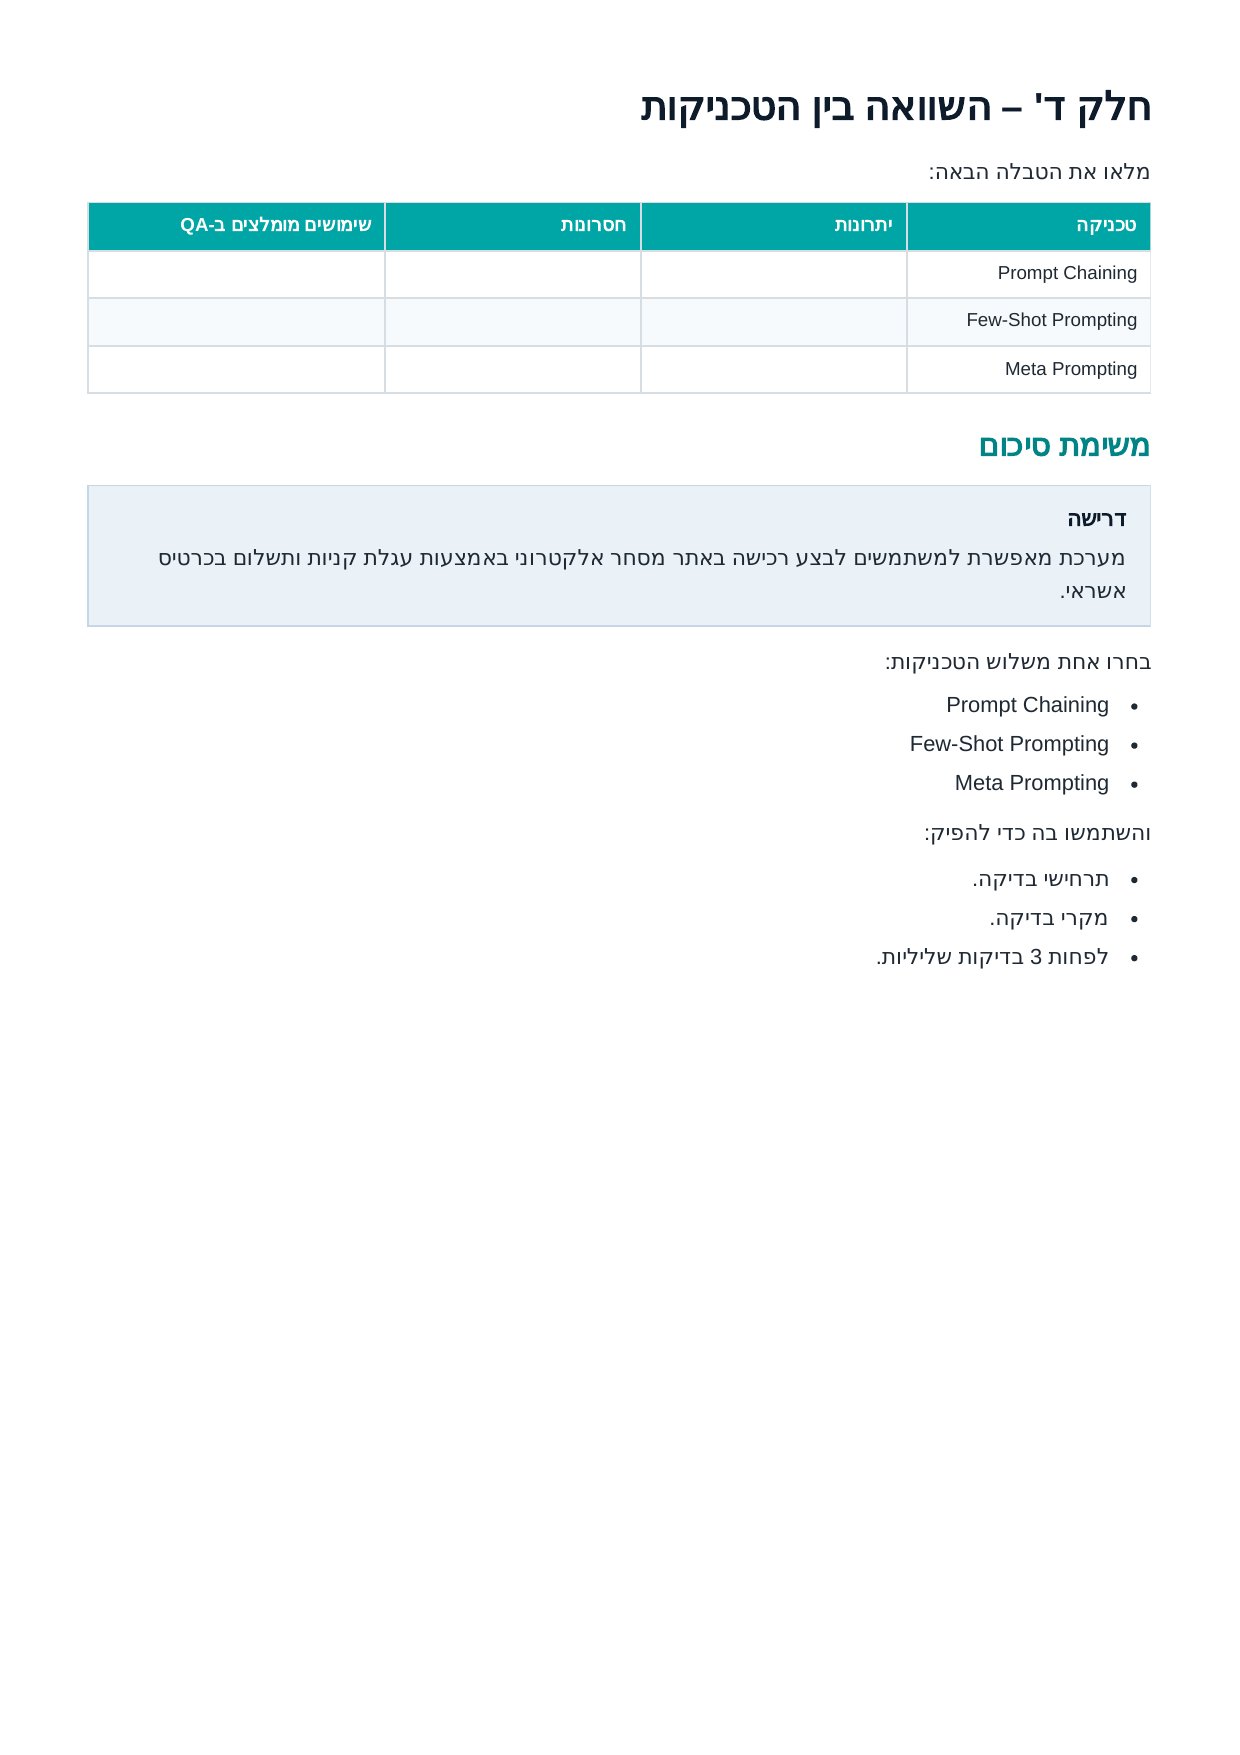 חלק ד' – השוואה בין הטכניקות
מלאו את הטבלה הבאה:
טכניקה יתרונות חסרונות שימושים מומלצים ב-QA
Prompt Chaining
Few-Shot Prompting
Meta Prompting
משימת סיכום
דרישה
מערכת מאפשרת למשתמשים לבצע רכישה באתר מסחר אלקטרוני באמצעות עגלת קניות ותשלום בכרטיס
אשראי.
בחרו אחת משלוש הטכניקות:
• Prompt Chaining
• Few-Shot Prompting
• Meta Prompting
והשתמשו בה כדי להפיק:
• תרחישי בדיקה.
• מקרי בדיקה.
• לפחות 3 בדיקות שליליות.